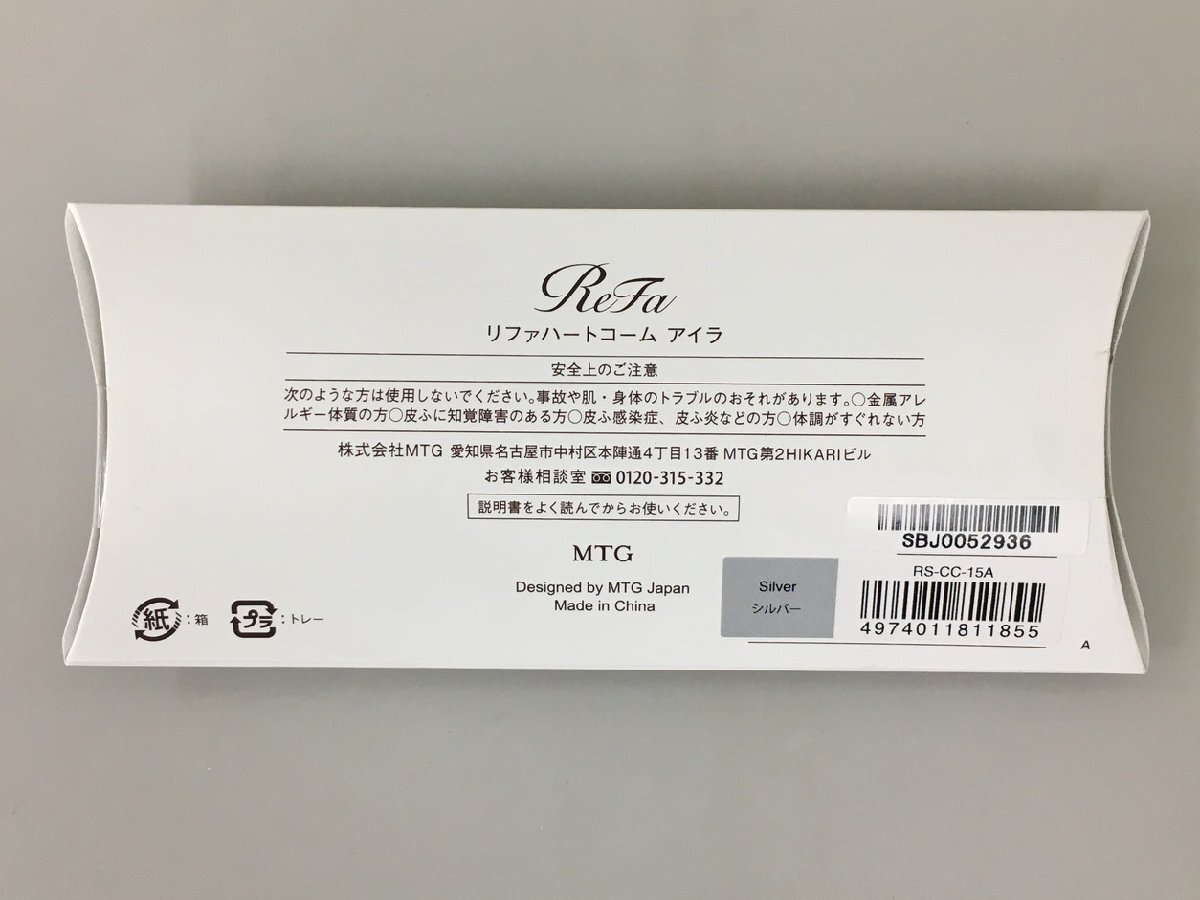 ReFa
リファハートコーム アイラ
安全上のご注意
次のような方は使用しないでください。事故や肌・身体のトラブルのおそれがあります。○金属アレ
ルギー体質の方○皮ふに知覚障害のある方○皮ふ感染症、皮ふ炎などの方○体調がすぐれない方
株式会社MTG 愛知県名古屋市中村区本陣通4丁目13番 MTG第2HIKARIビル
お客様相談室 0120-315-332
説明書をよく読んでからお使いください。
MTG
Designed by MTG Japan
Made in China
紙:箱 プラ:トレー
SBJ0052936
RS-CC-15A
Silver
シルバー
4974011811855
A